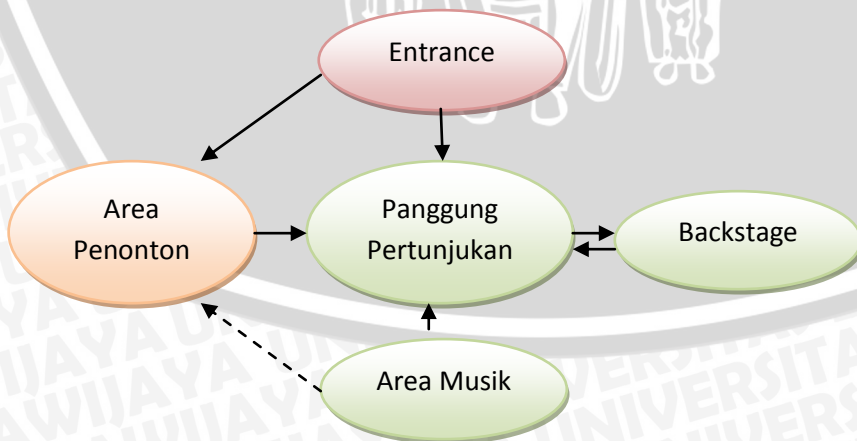 Entrance
Area
Penonton
Panggung
Pertunjukan
Backstage
Area Musik